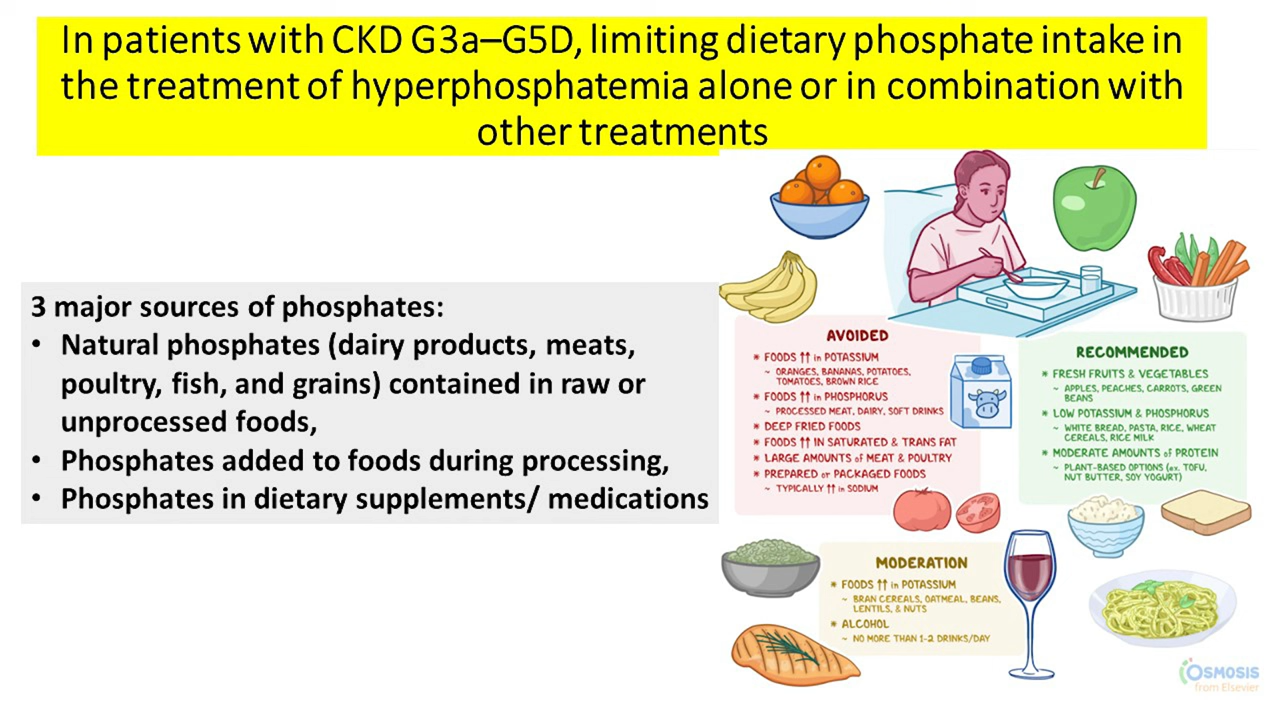 In patients with CKD G3a–G5D, limiting dietary phosphate intake in
the treatment of hyperphosphatemia alone or in combination with
other treatments
3 major sources of phosphates:
• Natural phosphates (dairy products, meats,
poultry, fish, and grains) contained in raw or
unprocessed foods,
• Phosphates added to foods during processing,
• Phosphates in dietary supplements/ medications
AVOIDED
* FOODS ↑↑ in POTASSIUM
~ ORANGES, BANANAS, POTATOES,
TOMATOES, BROWN RICE
* FOODS ↑↑ in PHOSPHORUS
~ PROCESSED MEAT, DAIRY, SOFT DRINKS
* DEEP FRIED FOODS
* FOODS ↑↑ IN SATURATED & TRANS FAT
* LARGE AMOUNTS of MEAT & POULTRY
* PREPARED or PACKAGED FOODS
~ TYPICALLY ↑↑ in SODIUM
RECOMMENDED
* FRESH FRUITS & VEGETABLES
~ APPLES, PEACHES, CARROTS, GREEN
BEANS
* LOW POTASSIUM & PHOSPHORUS
~ WHITE BREAD, PASTA, RICE, WHEAT
CEREALS, RICE MILK
* MODERATE AMOUNTS of PROTEIN
~ PLANT-BASED OPTIONS (ex. TOFU,
NUT BUTTER, SOY YOGURT)
MODERATION
* FOODS ↑↑ in POTASSIUM
~ BRAN CEREALS, OATMEAL, BEANS,
LENTILS, & NUTS
* ALCOHOL
~ NO MORE THAN 1-2 DRINKS/DAY
OSMOSIS
from Elsevier